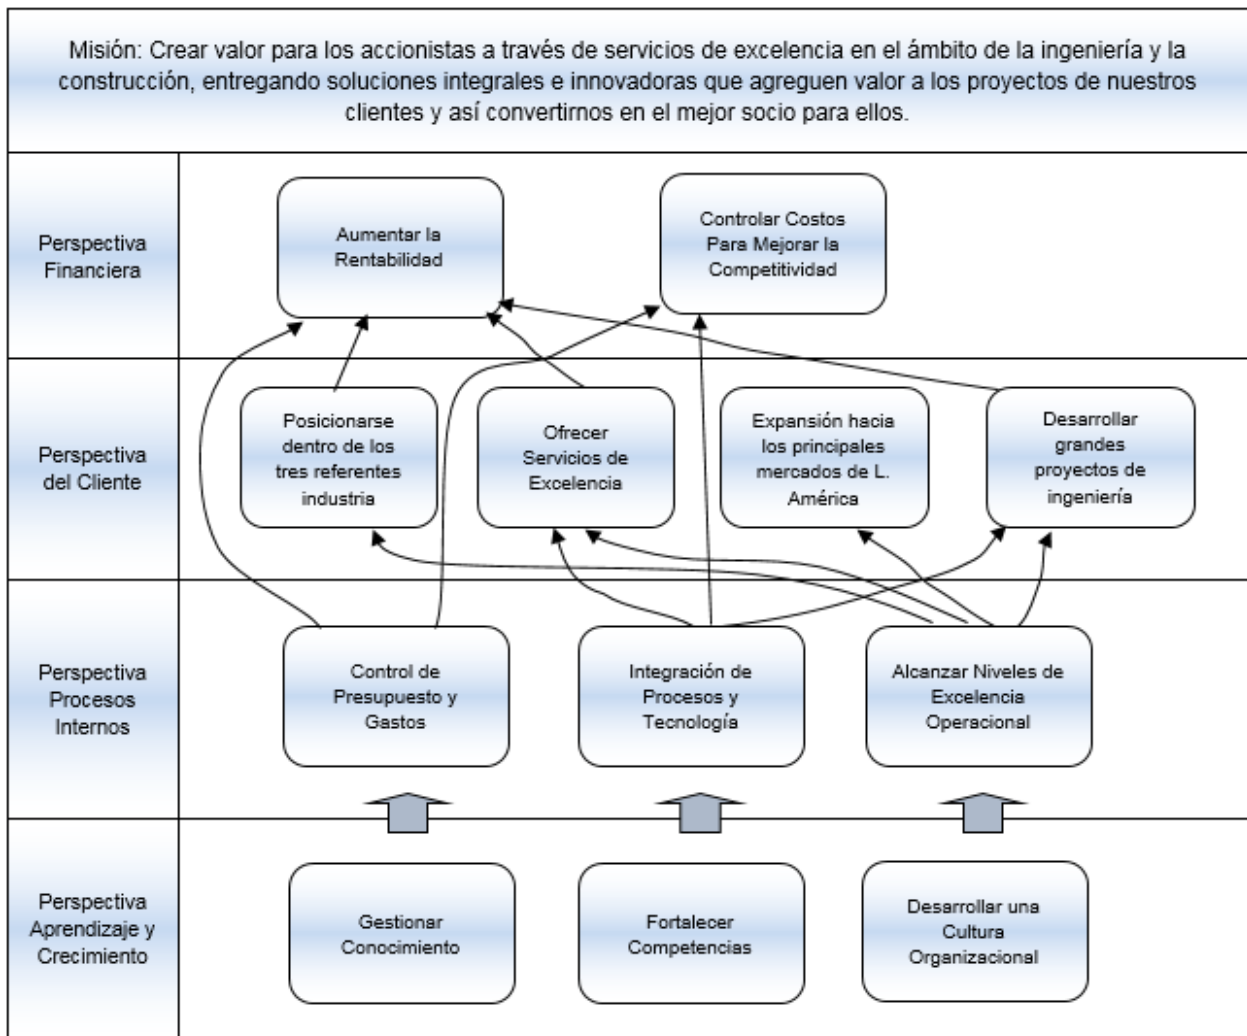 Misión: Crear valor para los accionistas a través de servicios de excelencia en el ámbito de la ingeniería y la
construcción, entregando soluciones integrales e innovadoras que agreguen valor a los proyectos de nuestros
clientes y así convertirnos en el mejor socio para ellos.
Perspectiva
Financiera
Aumentar la
Rentabilidad
Controlar Costos
Para Mejorar la
Competitividad
Perspectiva
del Cliente
Posicionarse
dentro de los
tres referentes
industria
Ofrecer
Servicios de
Excelencia
Expansión hacia
los principales
mercados de L.
América
Desarrollar
grandes
proyectos de
ingeniería
Perspectiva
Procesos
Internos
Control de
Presupuesto y
Gastos
Integración de
Procesos y
Tecnología
Alcanzar Niveles de
Excelencia
Operacional
Perspectiva
Aprendizaje y
Crecimiento
Gestionar
Conocimiento
Fortalecer
Competencias
Desarrollar una
Cultura
Organizacional